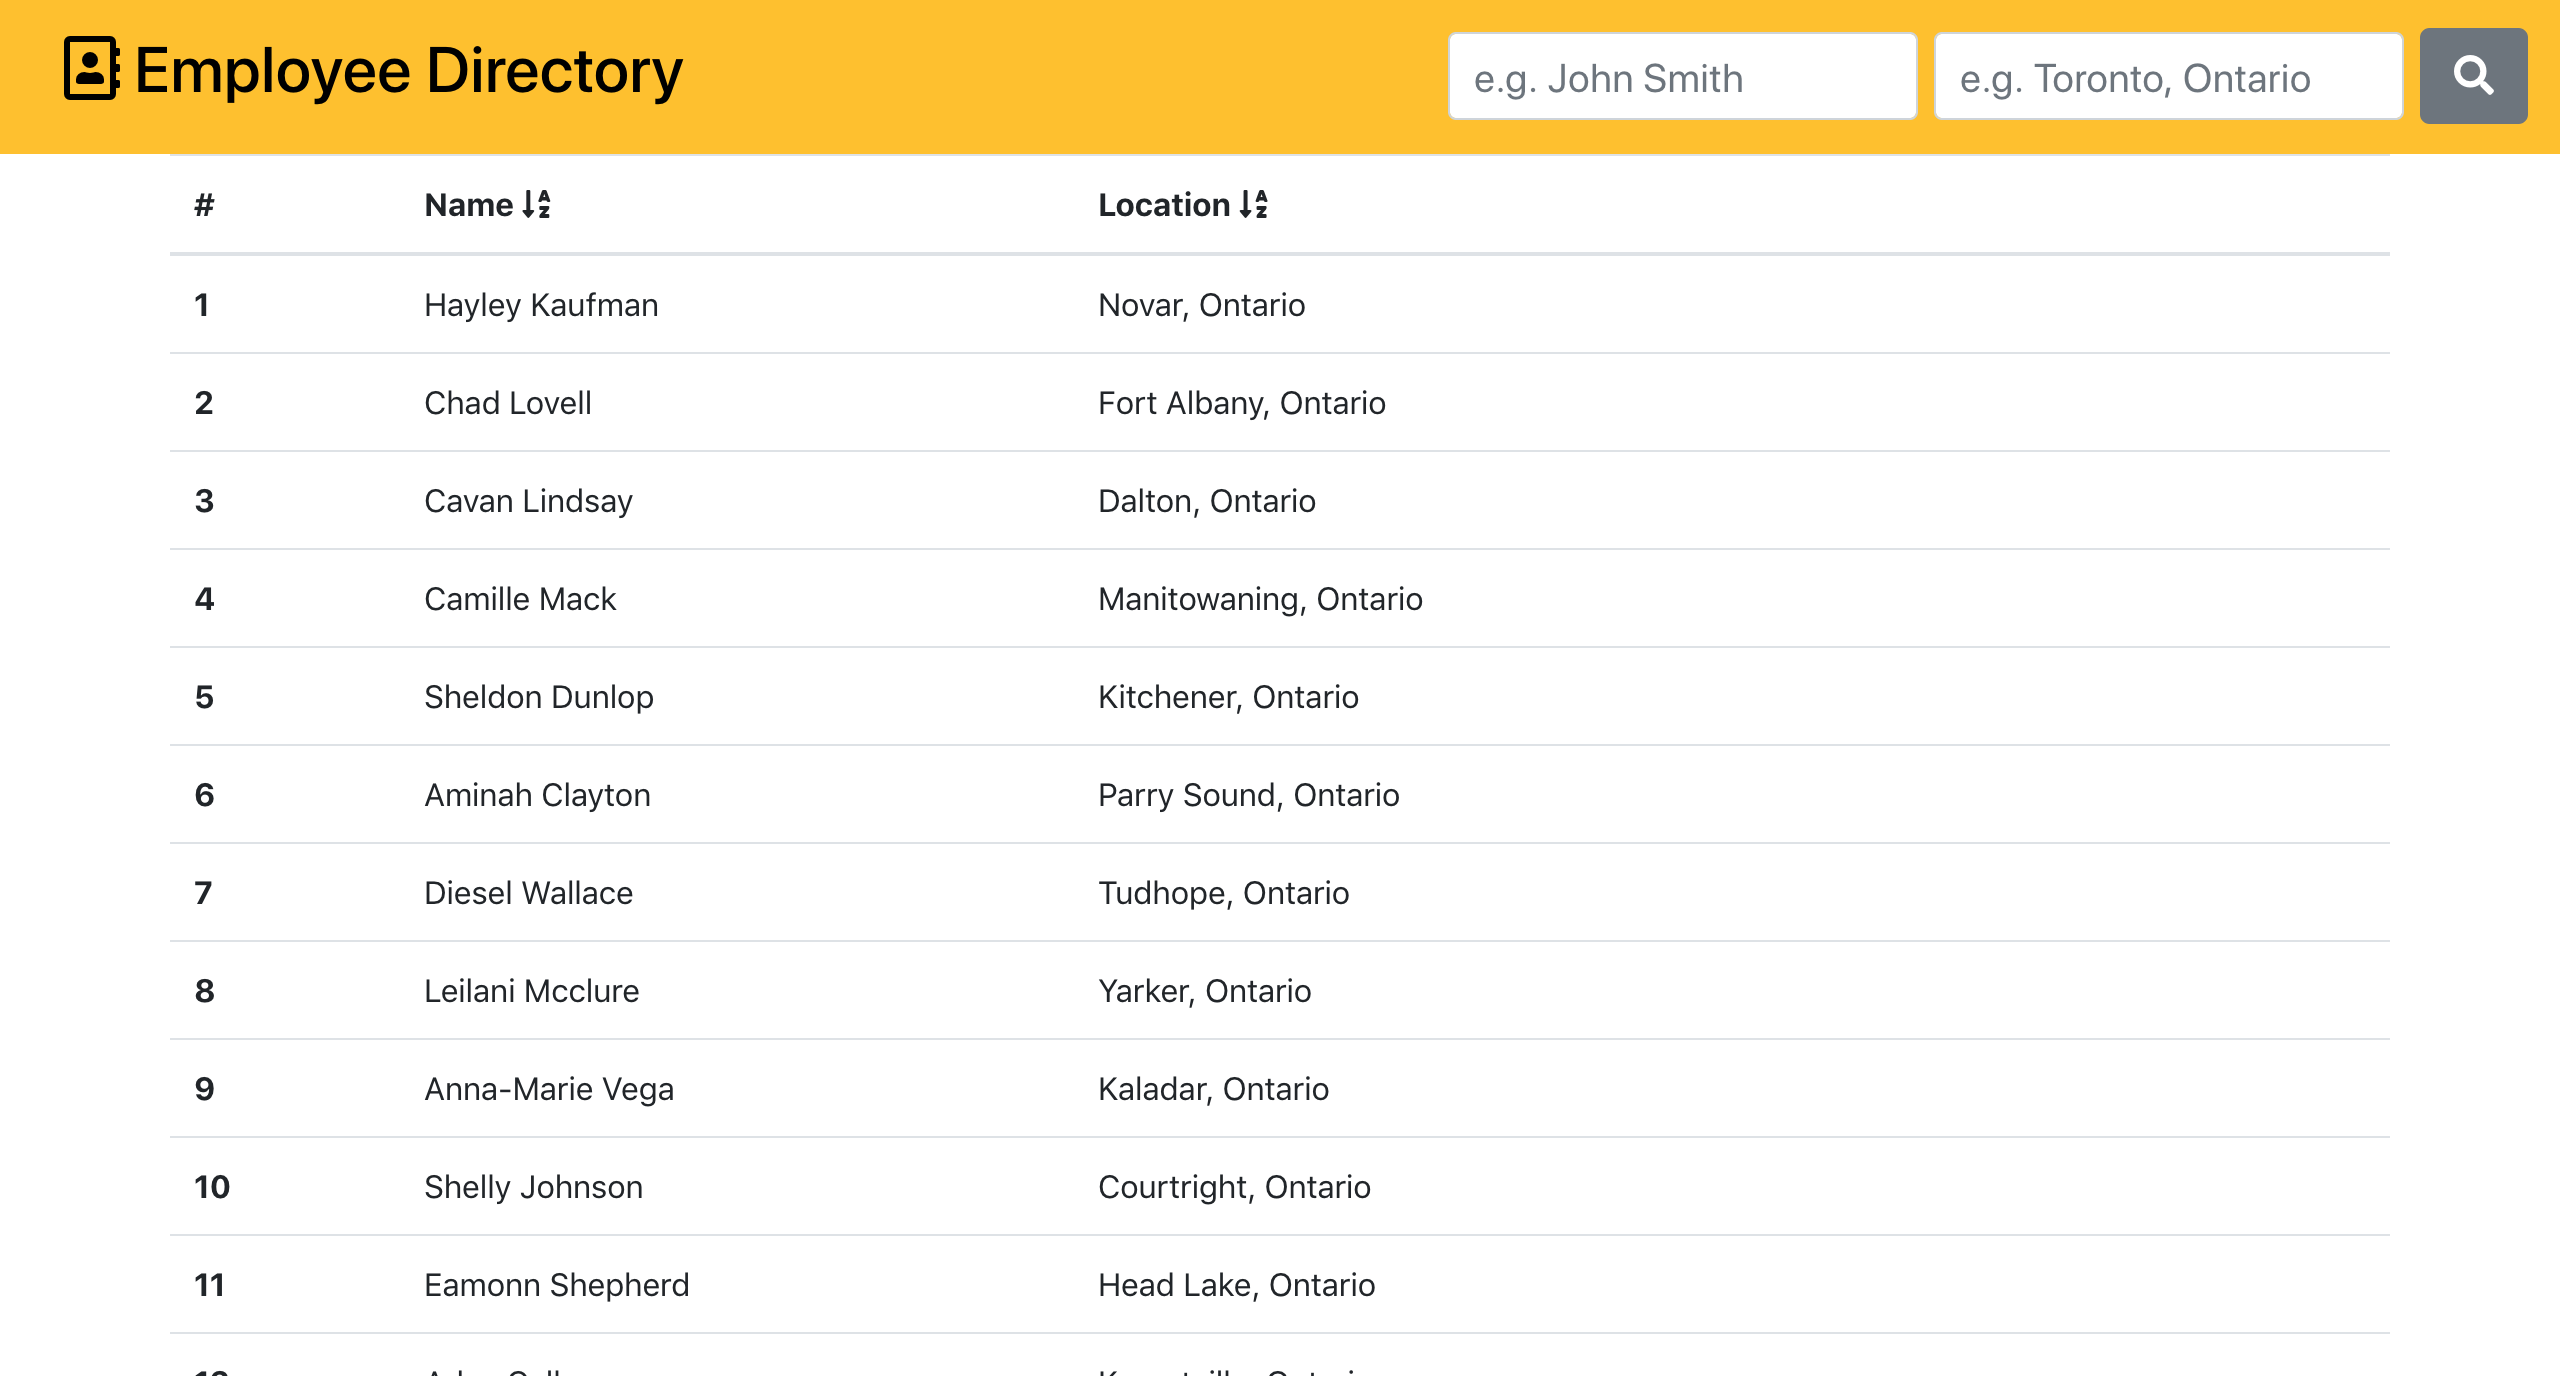 Employee Directory e.g. John Smith e.g. Toronto, Ontario
# Name Location
1 Hayley Kaufman Novar, Ontario
2 Chad Lovell Fort Albany, Ontario
3 Cavan Lindsay Dalton, Ontario
4 Camille Mack Manitowaning, Ontario
5 Sheldon Dunlop Kitchener, Ontario
6 Aminah Clayton Parry Sound, Ontario
7 Diesel Wallace Tudhope, Ontario
8 Leilani Mcclure Yarker, Ontario
9 Anna-Marie Vega Kaladar, Ontario
10 Shelly Johnson Courtright, Ontario
11 Eamonn Shepherd Head Lake, Ontario